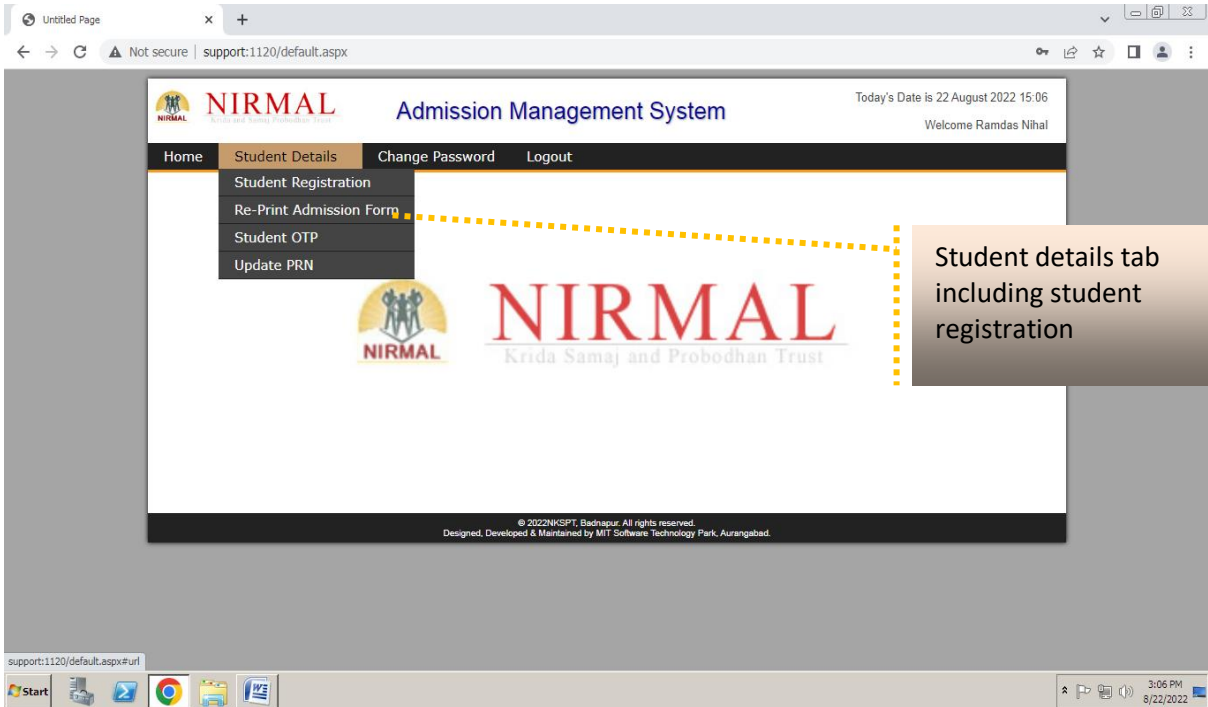 Untitled Page
Not secure | support:1120/default.aspx
NIRMAL
NIRMAL
Krida and Samaj Probodhan Trust
Admission Management System
Today's Date is 22 August 2022 15:06
Welcome Ramdas Nihal
Home Student Details Change Password Logout
Student Registration
Re-Print Admission Form
Student OTP
Update PRN
Student details tab
including student
registration
NIRMAL
NIRMAL
Krida Samaj and Probodhan Trust
© 2022NKSPT, Badnapur. All rights reserved.
Designed, Developed & Maintained by MIT Software Technology Park, Aurangabad.
support:1120/default.aspx#url
Start
3:06 PM
8/22/2022